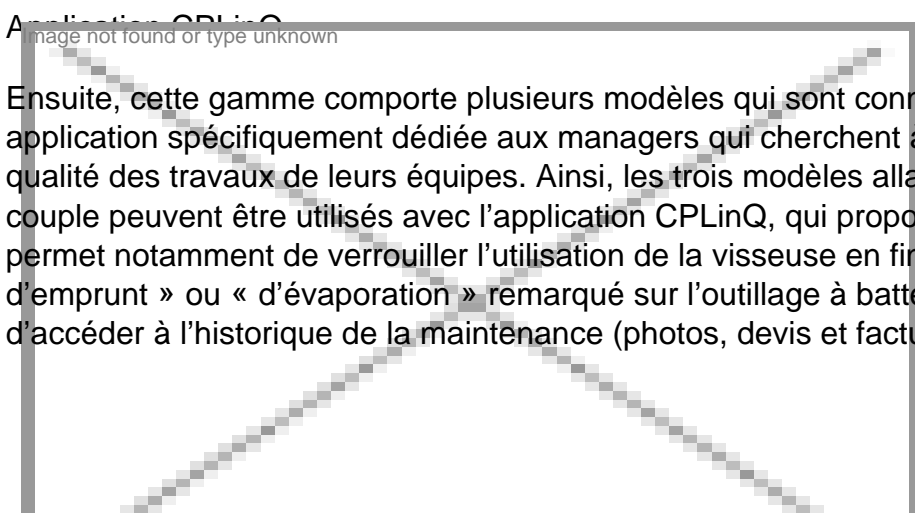 Application CPLinQ
Image not found or type unknown
Ensuite, cette gamme comporte plusieurs modèles qui sont
application spécifiquement dédiée aux managers qui cherchent
qualité des travaux de leurs équipes. Ainsi, les trois modèles
couple peuvent être utilisés avec l’application CPLinQ, qui
permet notamment de verrouiller l’utilisation de la visseuse en
d’emprunt » ou « d’évaporation » remarqué sur l’outillage à
d’accéder à l’historique de la maintenance (photos, devis et